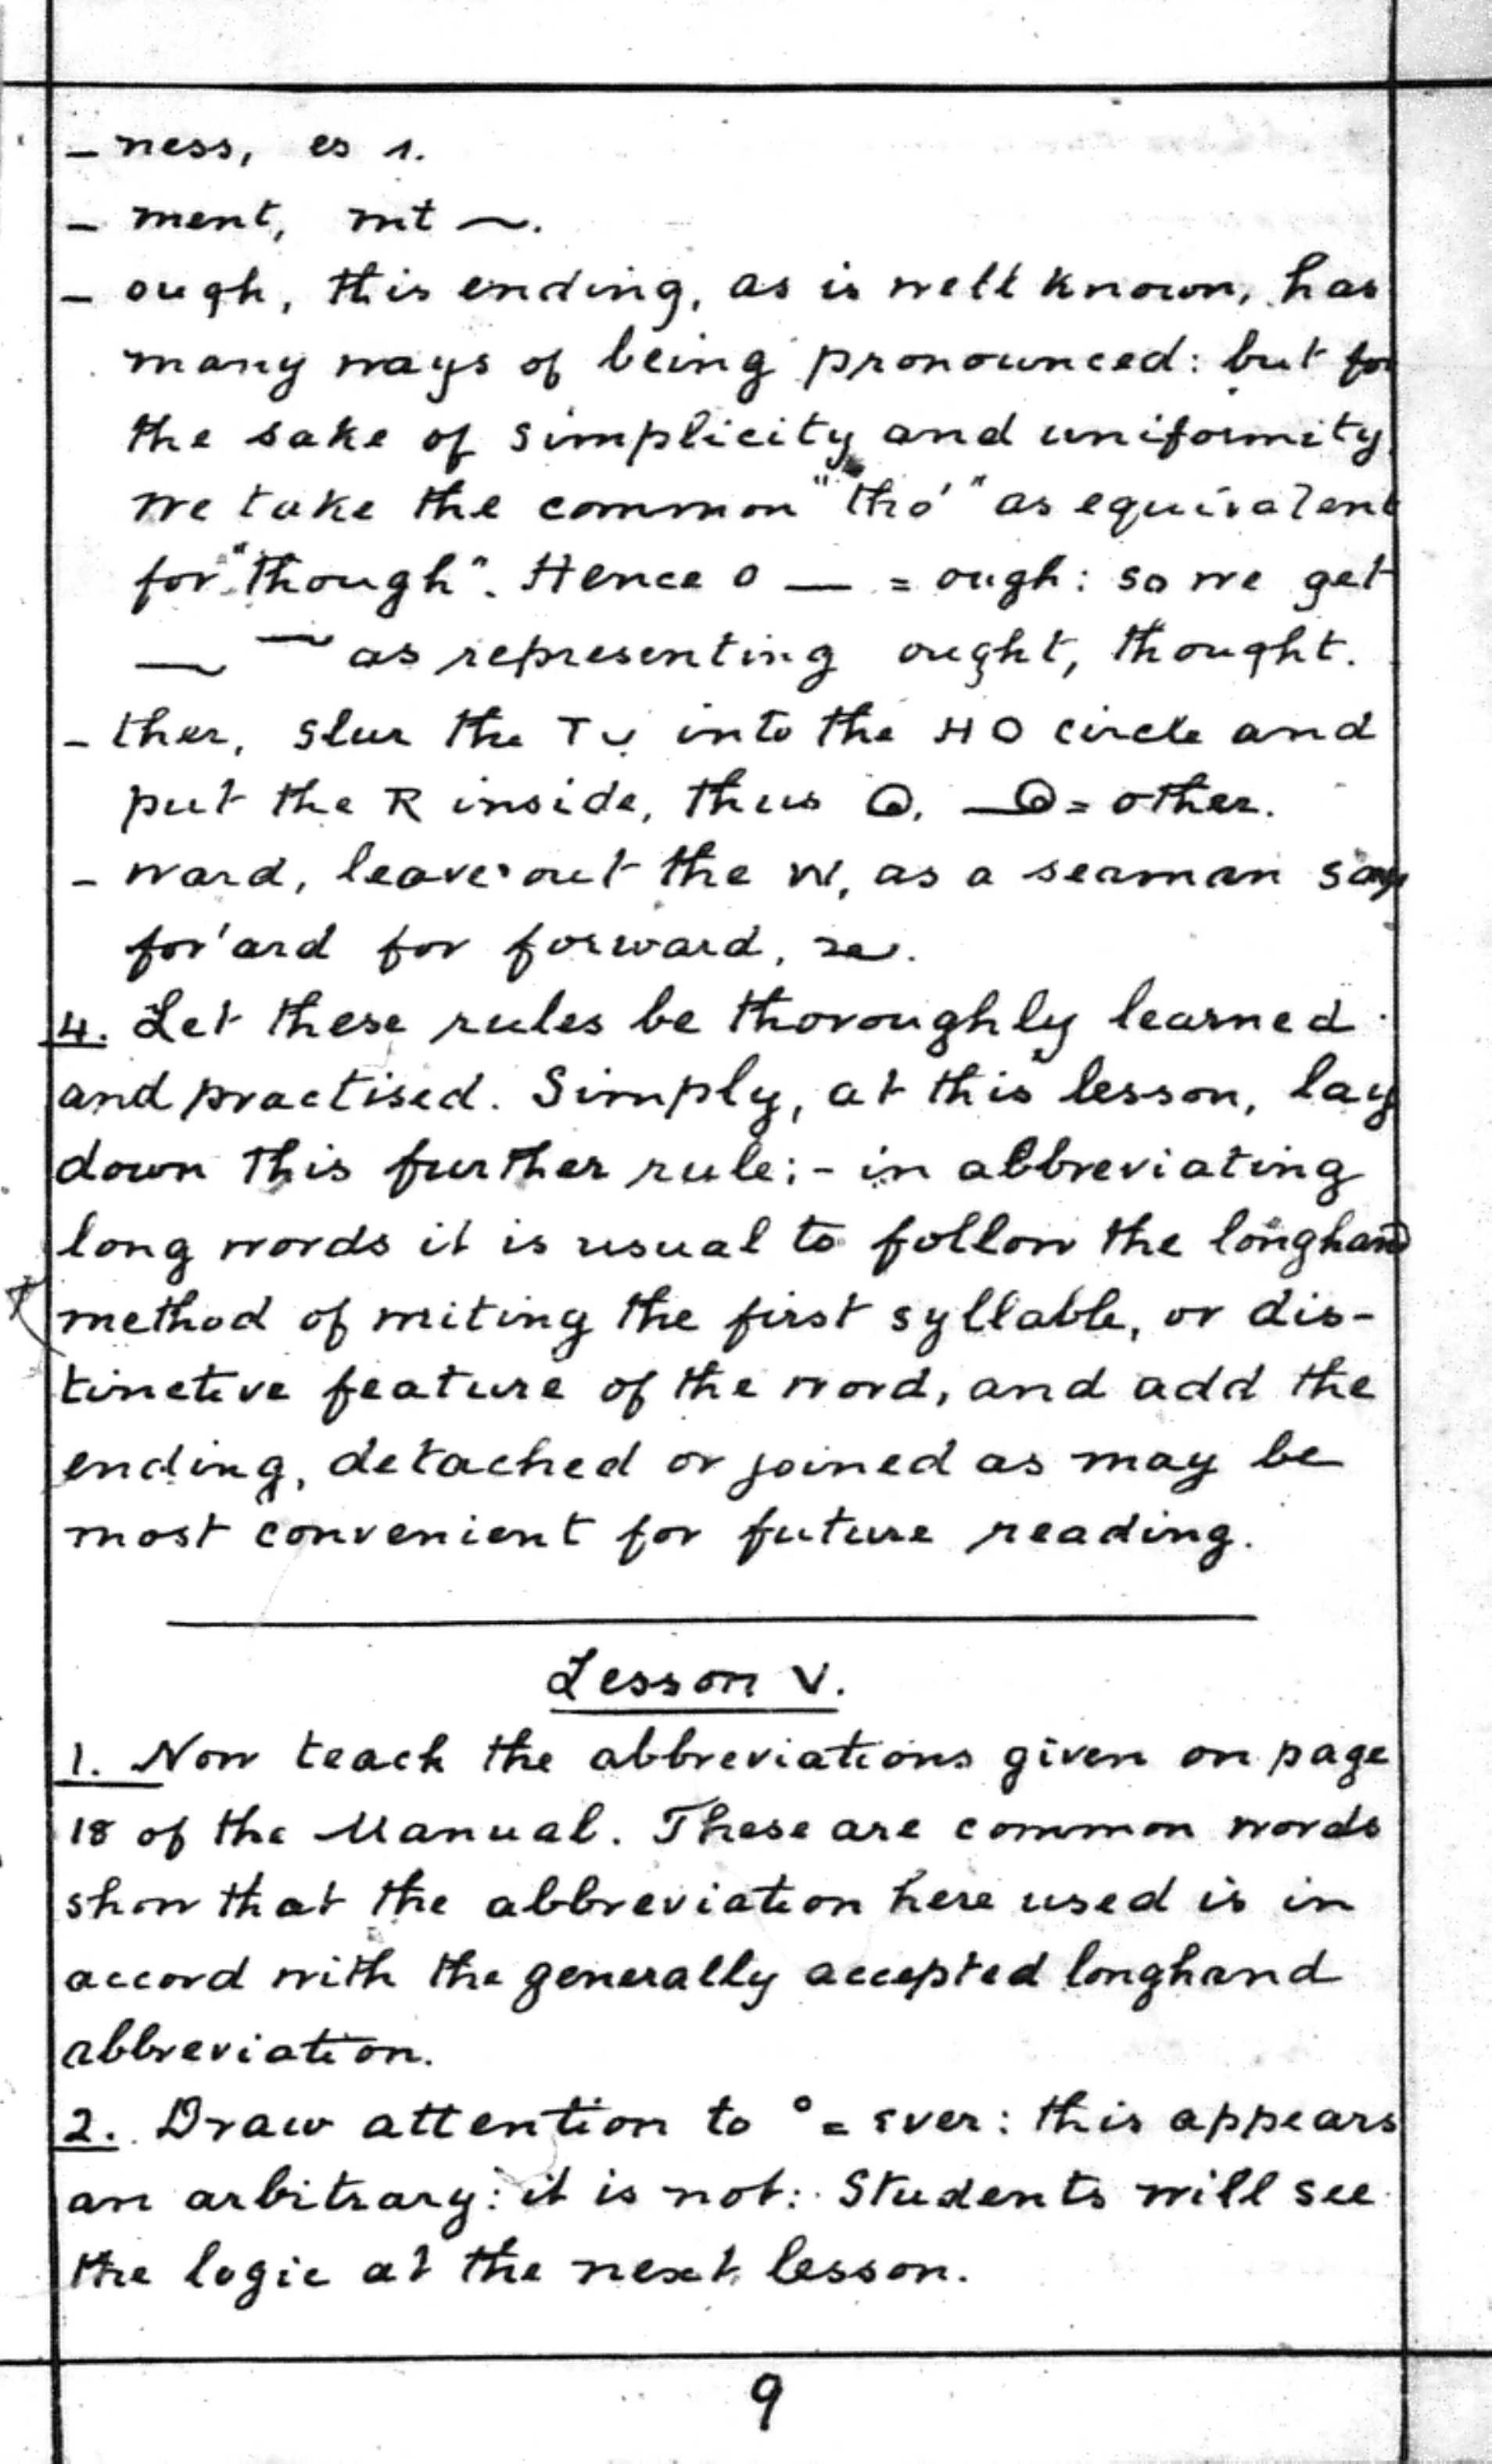 – ness, es
– ment, mt
– ough, this ending, as is well known, has
many ways of being pronounced: but for
the sake of simplicity and uniformity
we take the common "tho'" as equivalent
for "though". Hence O — = ough: so we get
as representing ought, thought.
– ther, slur the T into the HO circle and
put the R inside, thus = other.
– ward, leave out the W, as a seaman says
for'ard for forward,
4. Let these rules be thoroughly learned
and practised. Simply, at this lesson, lay
down this further rule:- in abbreviating
long words it is usual to follow the longhand
method of writing the first syllable, or dis-
tinctive feature of the word, and add the
ending, detached or joined as may be
most convenient for future reading.
Lesson V.
1. Now teach the abbreviations given on page
18 of the Manual. These are common words
show that the abbreviation here used is in
accord with the generally accepted longhand
abbreviation.
2. Draw attention to ° = ever: this appears
an arbitrary: it is not: Students will see
the logic at the next lesson.
9